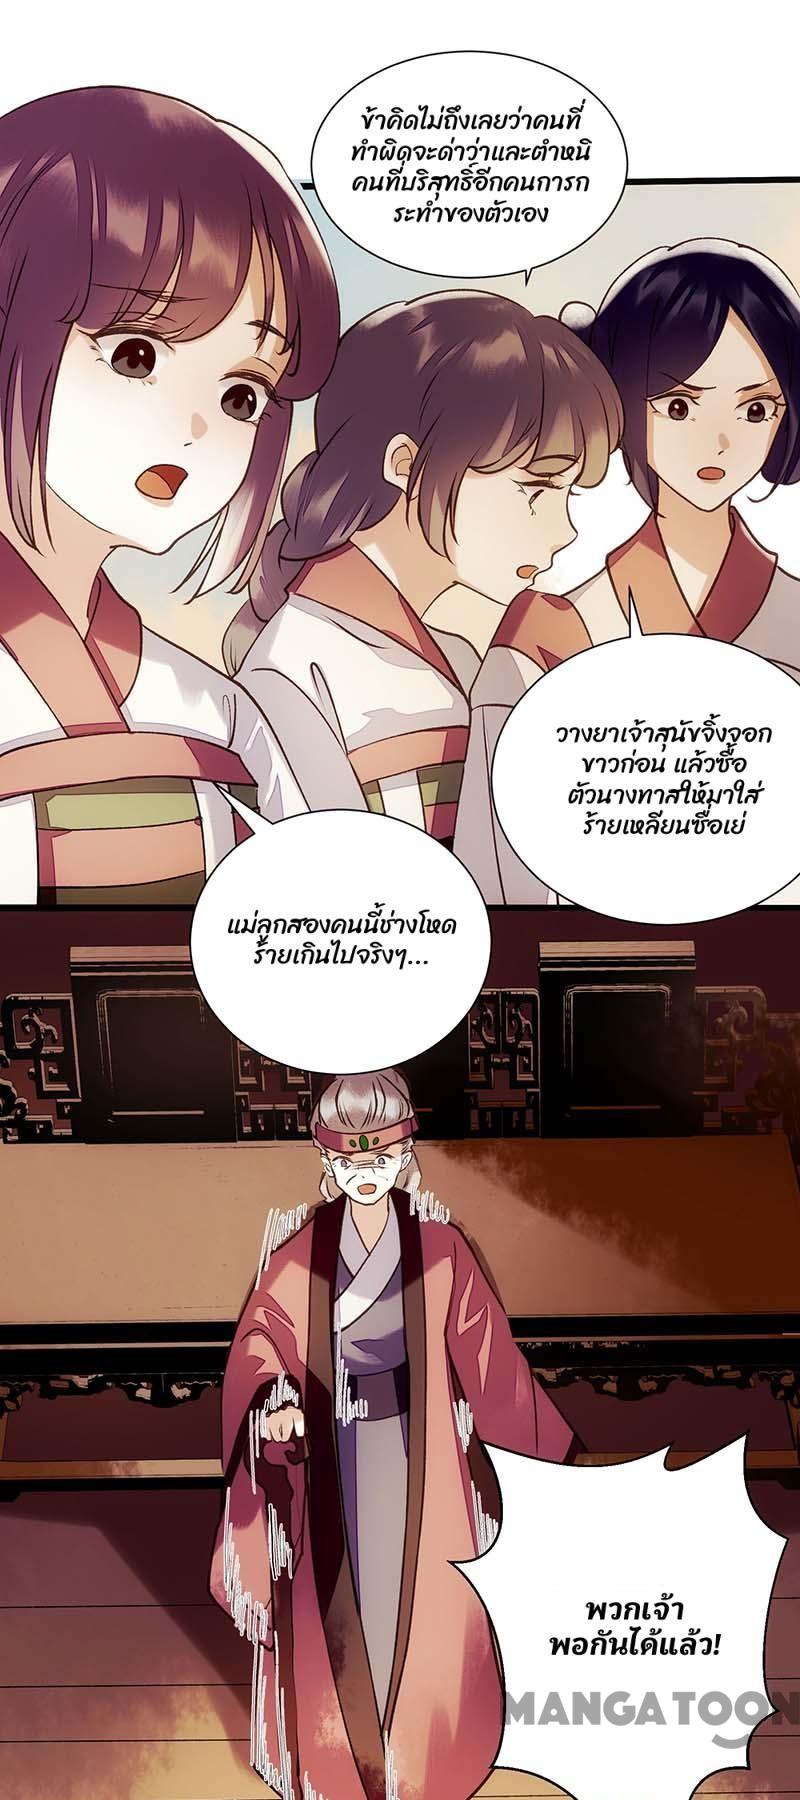 ข้าคิดไม่ถึงเลยว่าคนที่
ทำผิดจะด่าว่าและตำหนิ
คนที่บริสุทธิ์อีกคนการก
ระทำของตัวเอง
วางยาเจ้าสุนัขจิ้งจอก
ขาวก่อน แล้วซื้อ
ตัวนางทาสให้มาใส่
ร้ายเหลียนซื่อเย่
แม่ลูกสองคนนี้ช่างโหด
ร้ายเกินไปจริงๆ...
พวกเจ้า
พอกันได้แล้ว!
MANGATOON